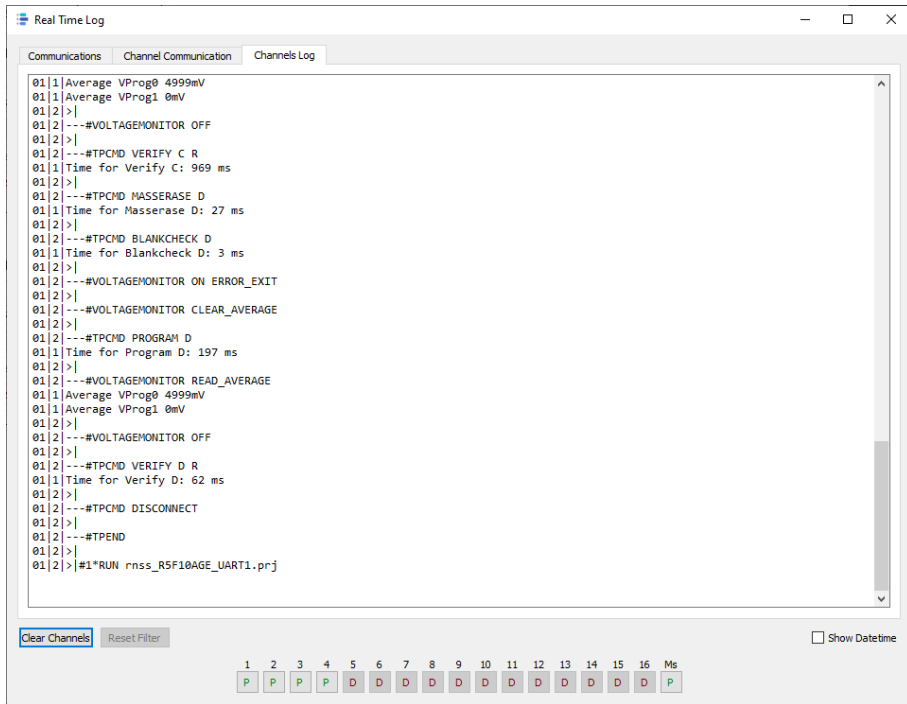 Real Time Log
Communications Channel Communication Channels Log
01|1|Average VProg0 4999mV
01|1|Average VProg1 0mV
01|2|>|
01|2|---#VOLTAGEMONITOR OFF
01|2|>|
01|2|---#TPCMD VERIFY C R
01|1|Time for Verify C: 969 ms
01|2|>|
01|2|---#TPCMD MASSERASE D
01|1|Time for Masserase D: 27 ms
01|2|>|
01|2|---#TPCMD BLANKCHECK D
01|1|Time for Blankcheck D: 3 ms
01|2|>|
01|2|---#VOLTAGEMONITOR ON ERROR_EXIT
01|2|>|
01|2|---#VOLTAGEMONITOR CLEAR_AVERAGE
01|2|>|
01|2|---#TPCMD PROGRAM D
01|1|Time for Program D: 197 ms
01|2|>|
01|2|---#VOLTAGEMONITOR READ_AVERAGE
01|1|Average VProg0 4999mV
01|1|Average VProg1 0mV
01|2|>|
01|2|---#VOLTAGEMONITOR OFF
01|2|>|
01|2|---#TPCMD VERIFY D R
01|1|Time for Verify D: 62 ms
01|2|>|
01|2|---#TPCMD DISCONNECT
01|2|>|
01|2|---#TPEND
01|2|>|
01|2|>|#1*RUN rnss_R5F10AGE_UART1.prj
Clear Channels Reset Filter Show Datetime
1 2 3 4 5 6 7 8 9 10 11 12 13 14 15 16 Ms
P P P P D D D D D D D D D D D D P